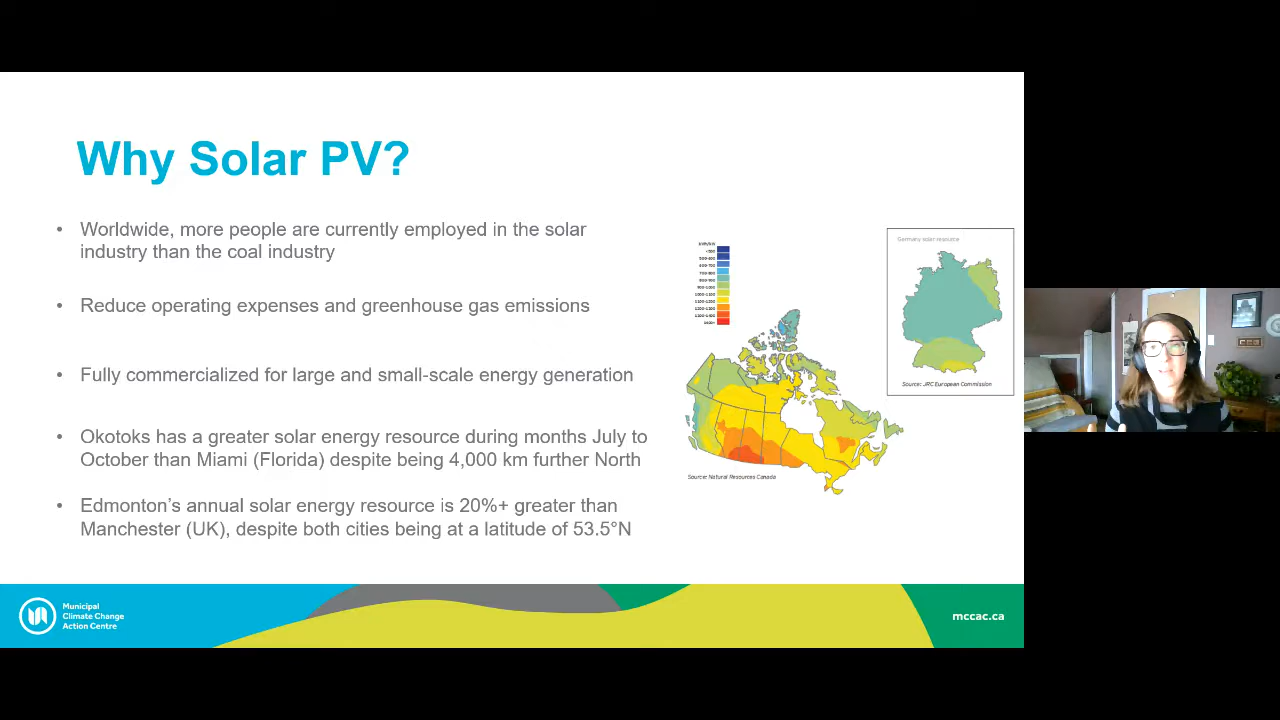 Why Solar PV?
• Worldwide, more people are currently employed in the solar
industry than the coal industry
• Reduce operating expenses and greenhouse gas emissions
• Fully commercialized for large and small-scale energy generation
• Okotoks has a greater solar energy resource during months July to
October than Miami (Florida) despite being 4,000 km further North
• Edmonton's annual solar energy resource is 20%+ greater than
Manchester (UK), despite both cities being at a latitude of 53.5°N
Source: Natural Resources Canada
Germany solar resource
Source: JRC European Commission
Municipal
Climate Change
Action Centre
mccac.ca